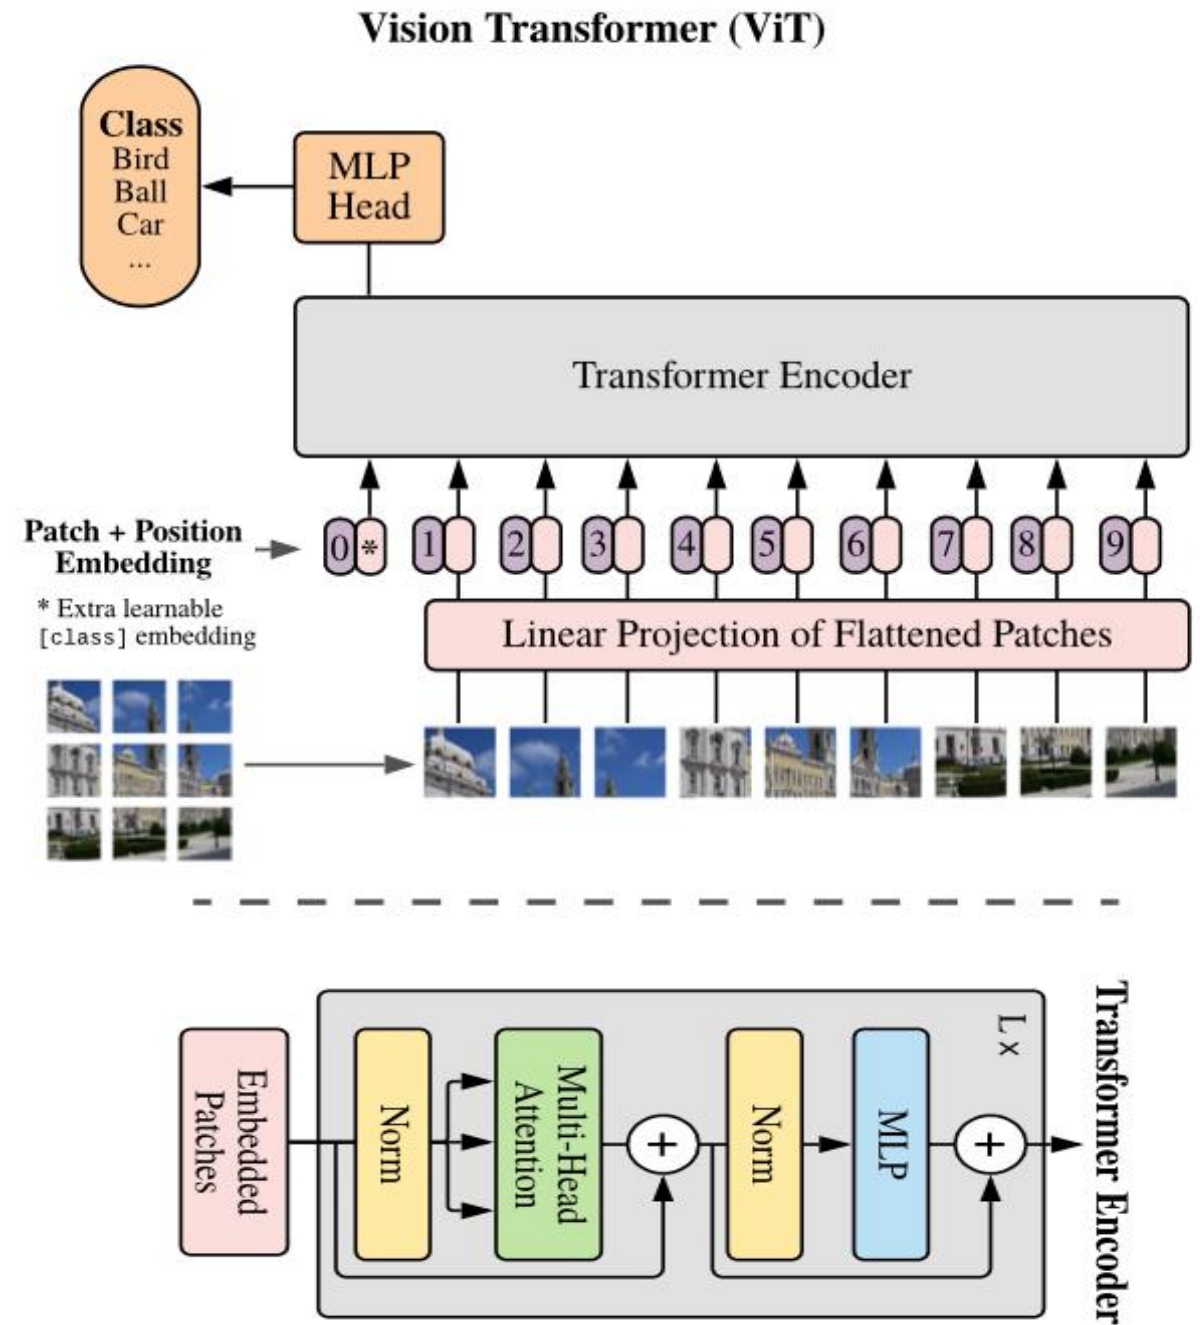 Vision Transformer (ViT)
Class
Bird
Ball
Car
...
MLP
Head
Transformer Encoder
Patch + Position
Embedding
0 * 1 2 3 4 5 6 7 8 9
* Extra learnable
[class] embedding
Linear Projection of Flattened Patches
Embedded
Patches
Norm
Multi-Head
Attention
+
Norm
MLP
+
L x
Transformer Encoder